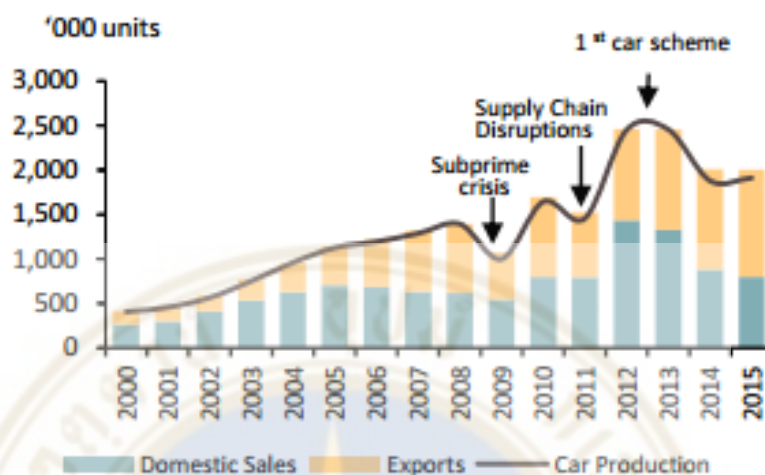 ‘000 units
1 st car scheme
3,000
2,500
2,000
1,500
1,000
500
0
Supply Chain
Disruptions
Subprime
crisis
2000 2001 2002 2003 2004 2005 2006 2007 2008 2009 2010 2011 2012 2013 2014 2015
Domestic Sales Exports Car Production